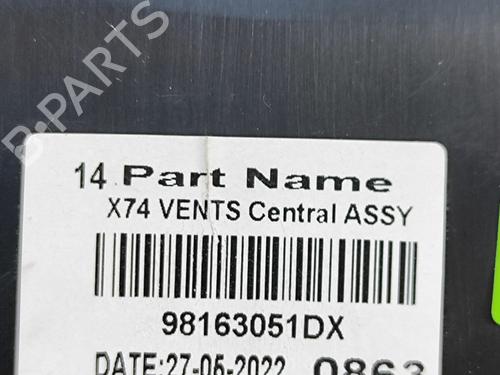 B-PARTS
14 Part Name
X74 VENTS Central ASSY
98163051DX
DATE:27-05-2022 0863